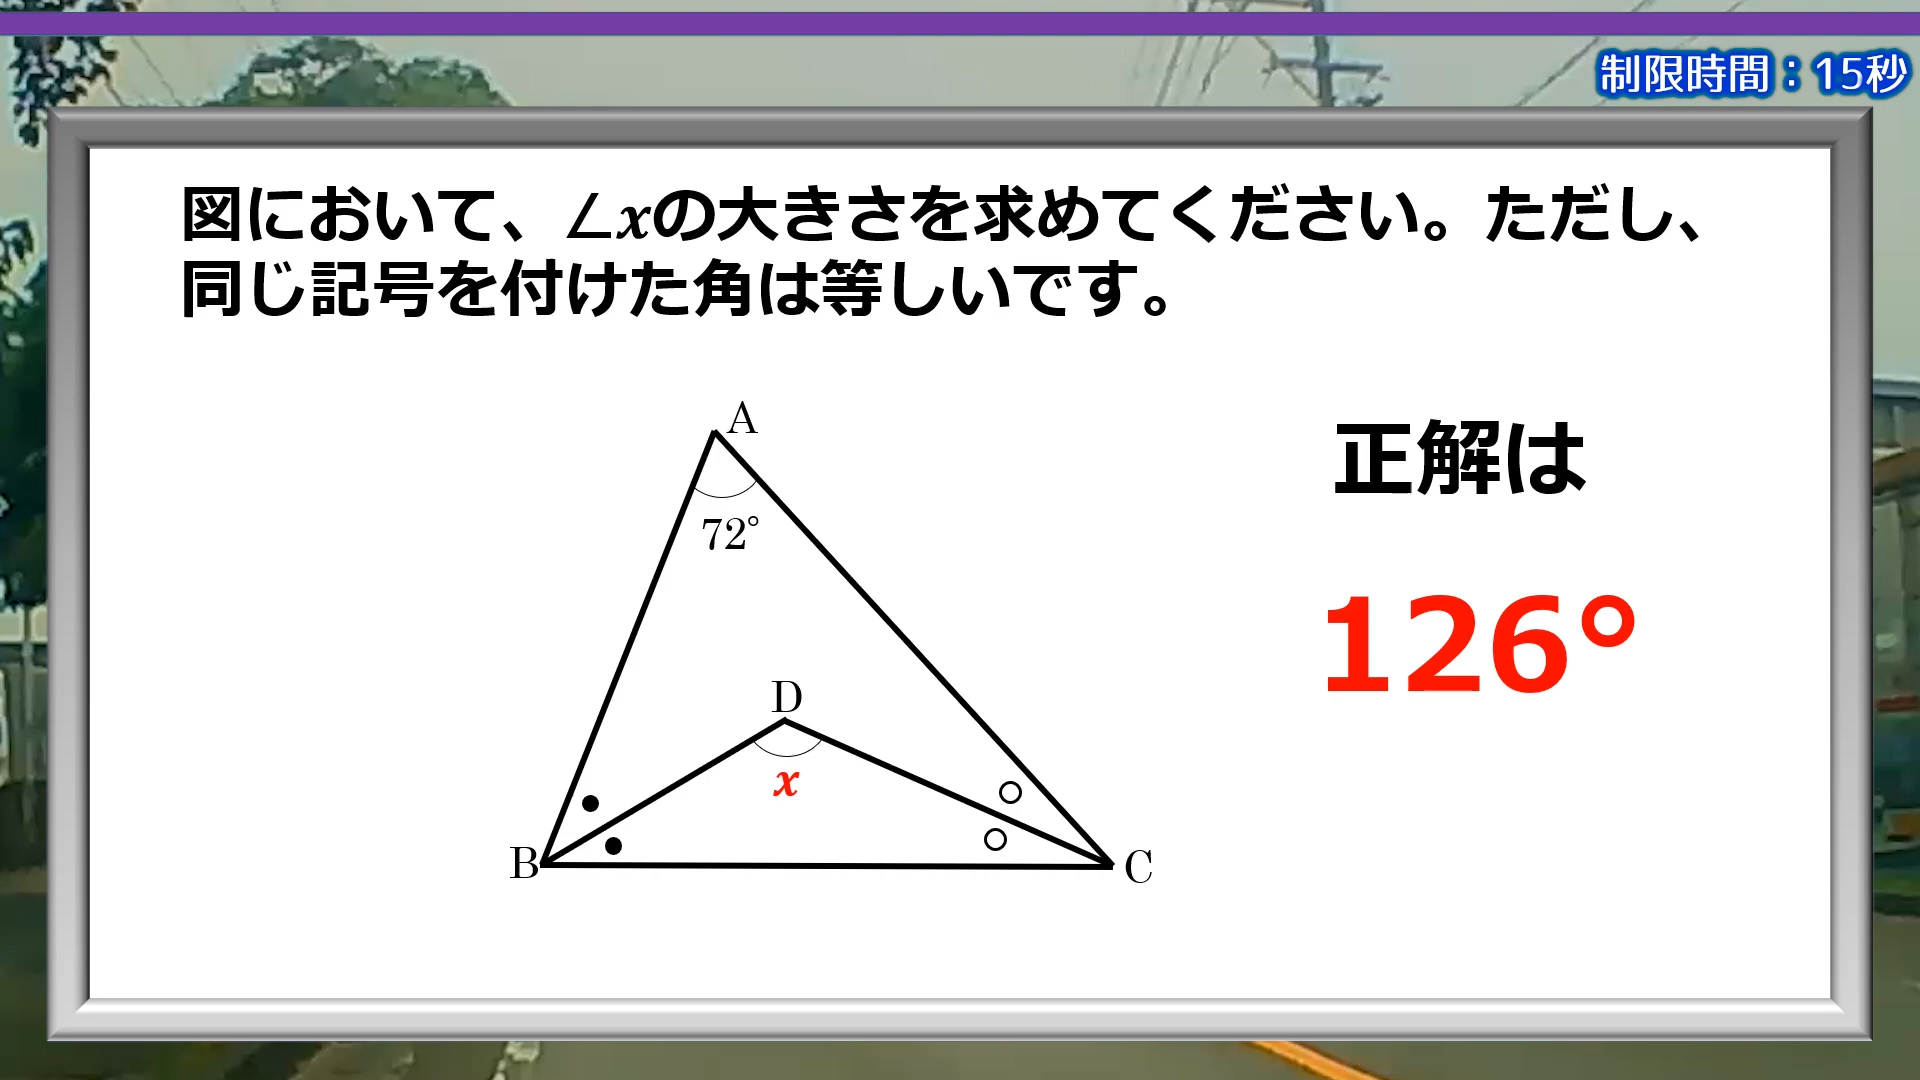 制限時間：15秒
図において、∠xの大きさを求めてください。ただし、
同じ記号を付けた角は等しいです。
A
72°
D
x
B
C
正解は
126°